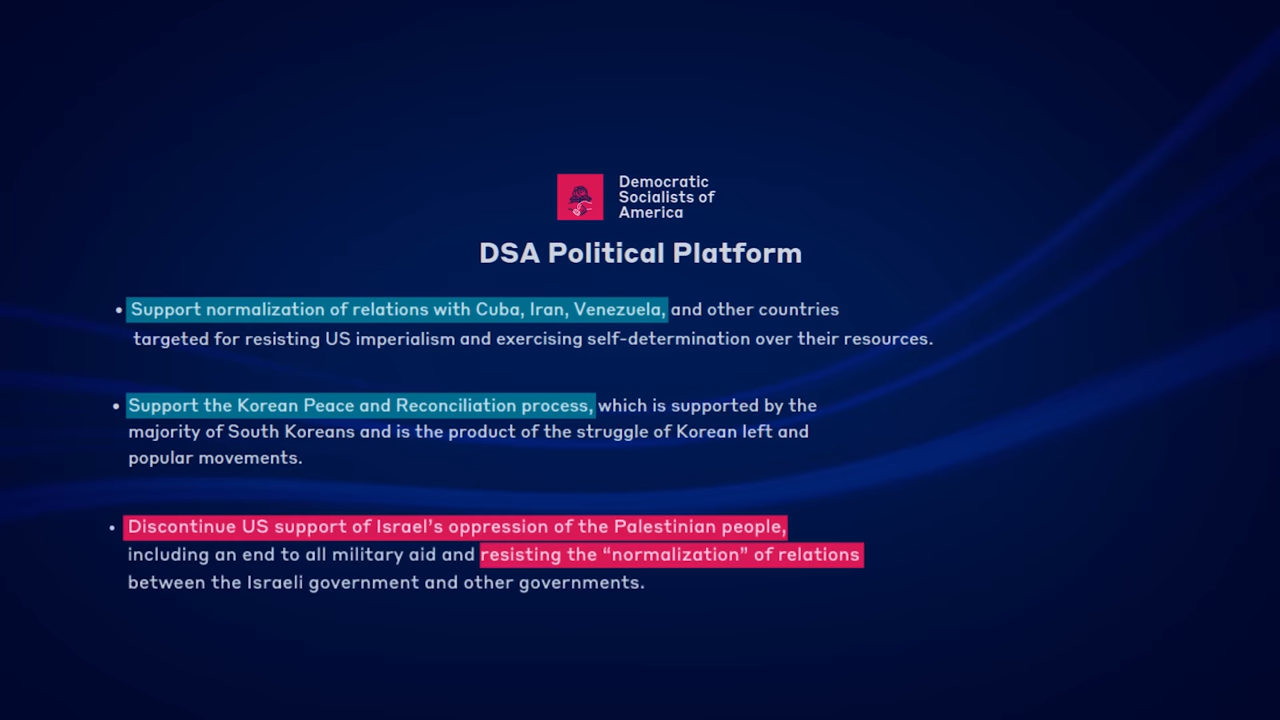 Democratic
Socialists of
America
DSA Political Platform
• Support normalization of relations with Cuba, Iran, Venezuela, and other countries
targeted for resisting US imperialism and exercising self-determination over their resources.
• Support the Korean Peace and Reconciliation process, which is supported by the
majority of South Koreans and is the product of the struggle of Korean left and
popular movements.
• Discontinue US support of Israel's oppression of the Palestinian people,
including an end to all military aid and resisting the “normalization” of relations
between the Israeli government and other governments.